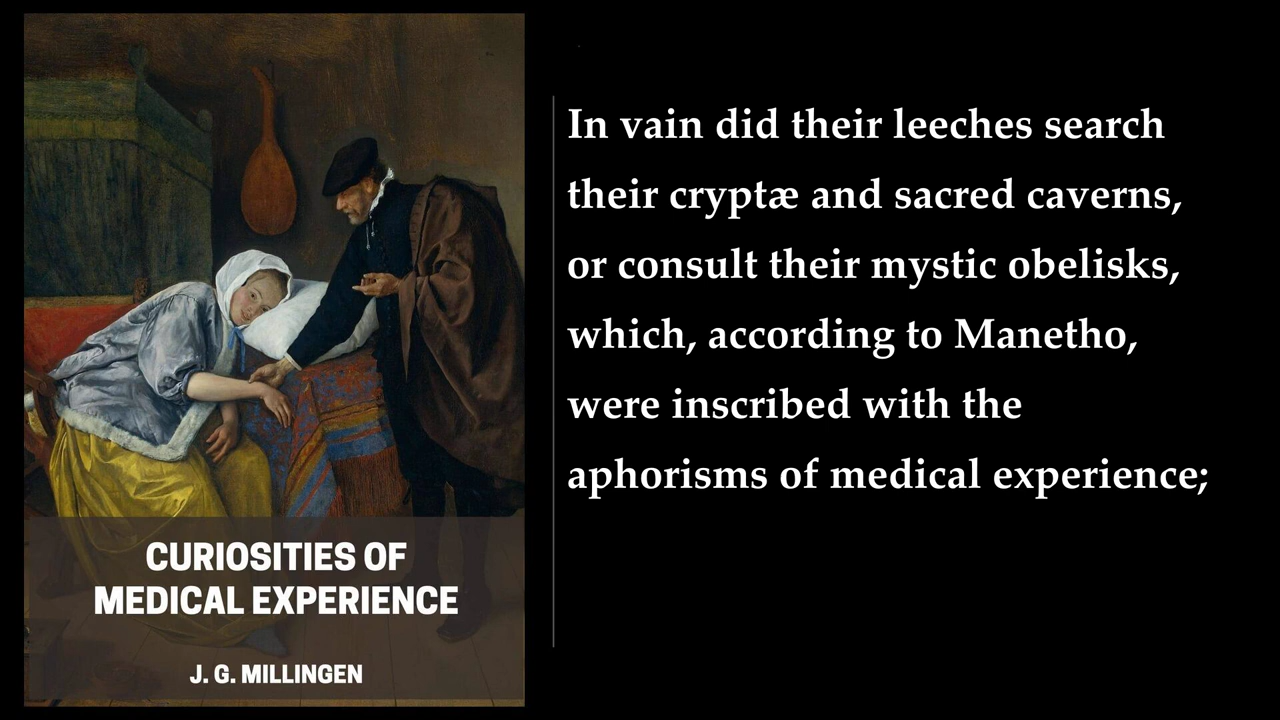 CURIOSITIES OF
MEDICAL EXPERIENCE
J. G. MILLINGEN
In vain did their leeches search
their cryptæ and sacred caverns,
or consult their mystic obelisks,
which, according to Manetho,
were inscribed with the
aphorisms of medical experience;